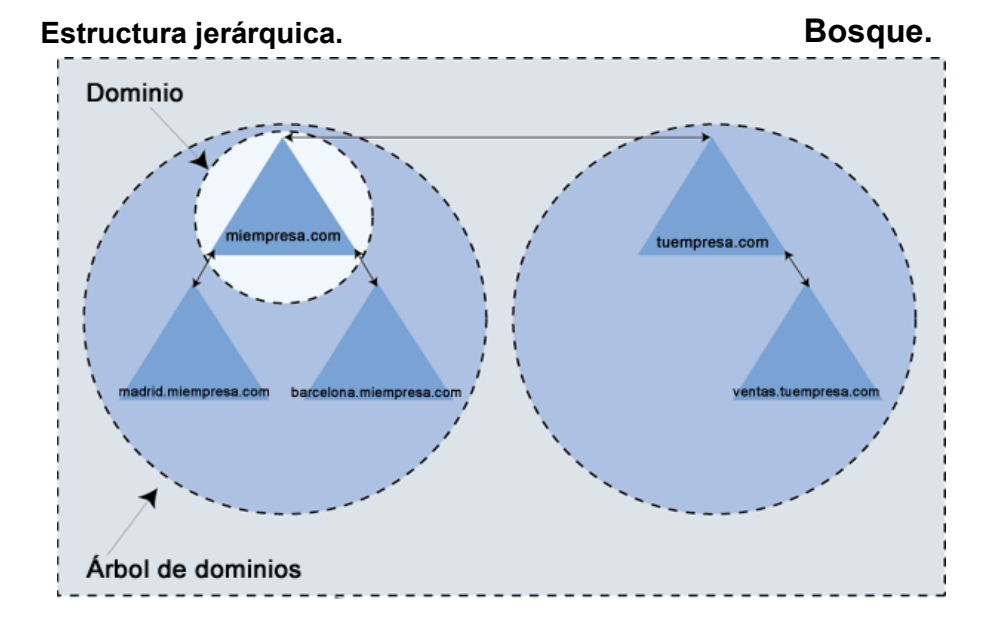 Estructura jerárquica.
Bosque.
Dominio
miempresa.com
tuempresa.com
madrid.miempresa.com
barcelona.miempresa.com
ventas.tuempresa.com
Árbol de dominios